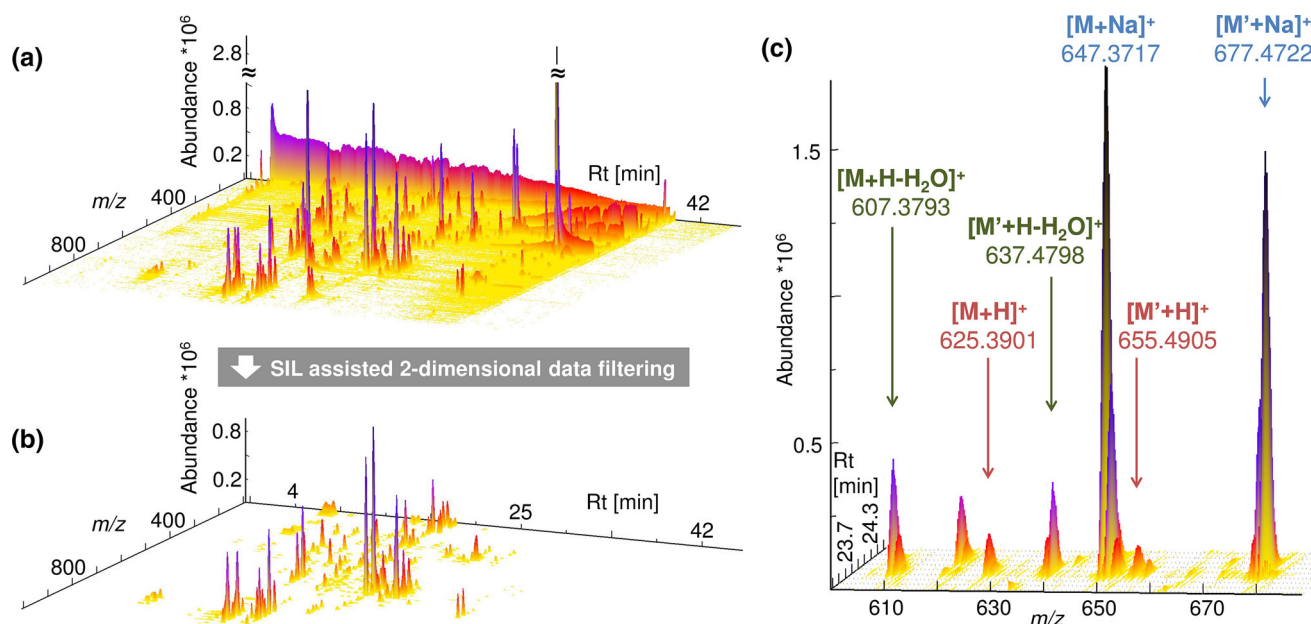 (a)
Abundance *10⁶
2.8
≈
≈
0.8
0.2
Rt [min]
42
m/z
400
800
SIL assisted 2-dimensional data filtering
(b)
Abundance *10⁶
0.8
0.2
4
Rt [min]
25
42
m/z
400
800
(c)
[M+Na]⁺
647.3717
[M’+Na]⁺
677.4722
1.5
[M+H-H₂O]⁺
607.3793
[M’+H-H₂O]⁺
637.4798
[M+H]⁺
625.3901
[M’+H]⁺
655.4905
Abundance *10⁶
0.5
Rt
[min]
23.7
24.3
610
630
650
670
m/z